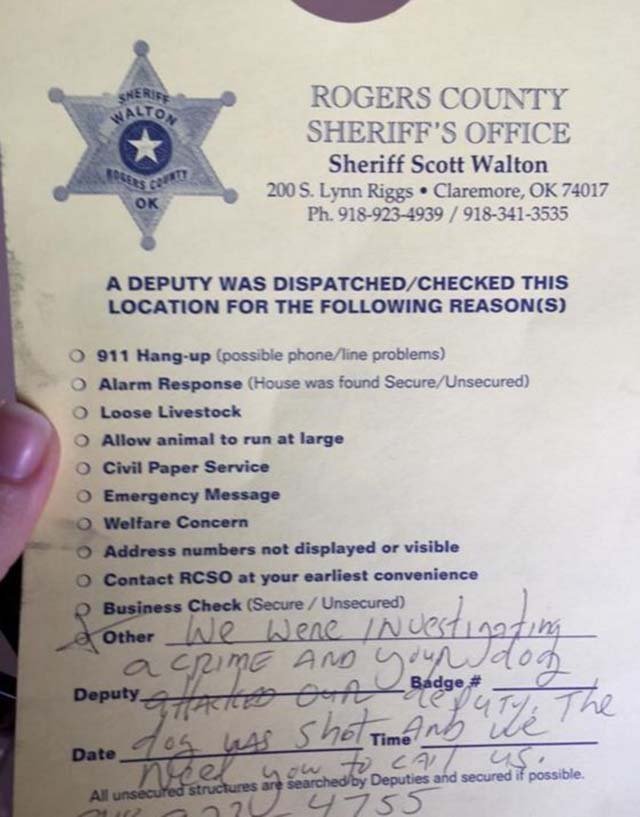 SHERIFF
WALTON
ROGERS COUNTY
OK
ROGERS COUNTY
SHERIFF'S OFFICE
Sheriff Scott Walton
200 S. Lynn Riggs • Claremore, OK 74017
Ph. 918-923-4939 / 918-341-3535
A DEPUTY WAS DISPATCHED/CHECKED THIS
LOCATION FOR THE FOLLOWING REASON(S)
911 Hang-up (possible phone/line problems)
Alarm Response (House was found Secure/Unsecured)
Loose Livestock
Allow animal to run at large
Civil Paper Service
Emergency Message
Welfare Concern
Address numbers not displayed or visible
Contact RCSO at your earliest convenience
Business Check (Secure / Unsecured)
Other We were investigating
a crime and your dog
Deputy Badge #
attacked our deputy. The
dog was shot and we
Date Time
need you to call us.
All unsecured structures are searched by Deputies and secured if possible.
4755